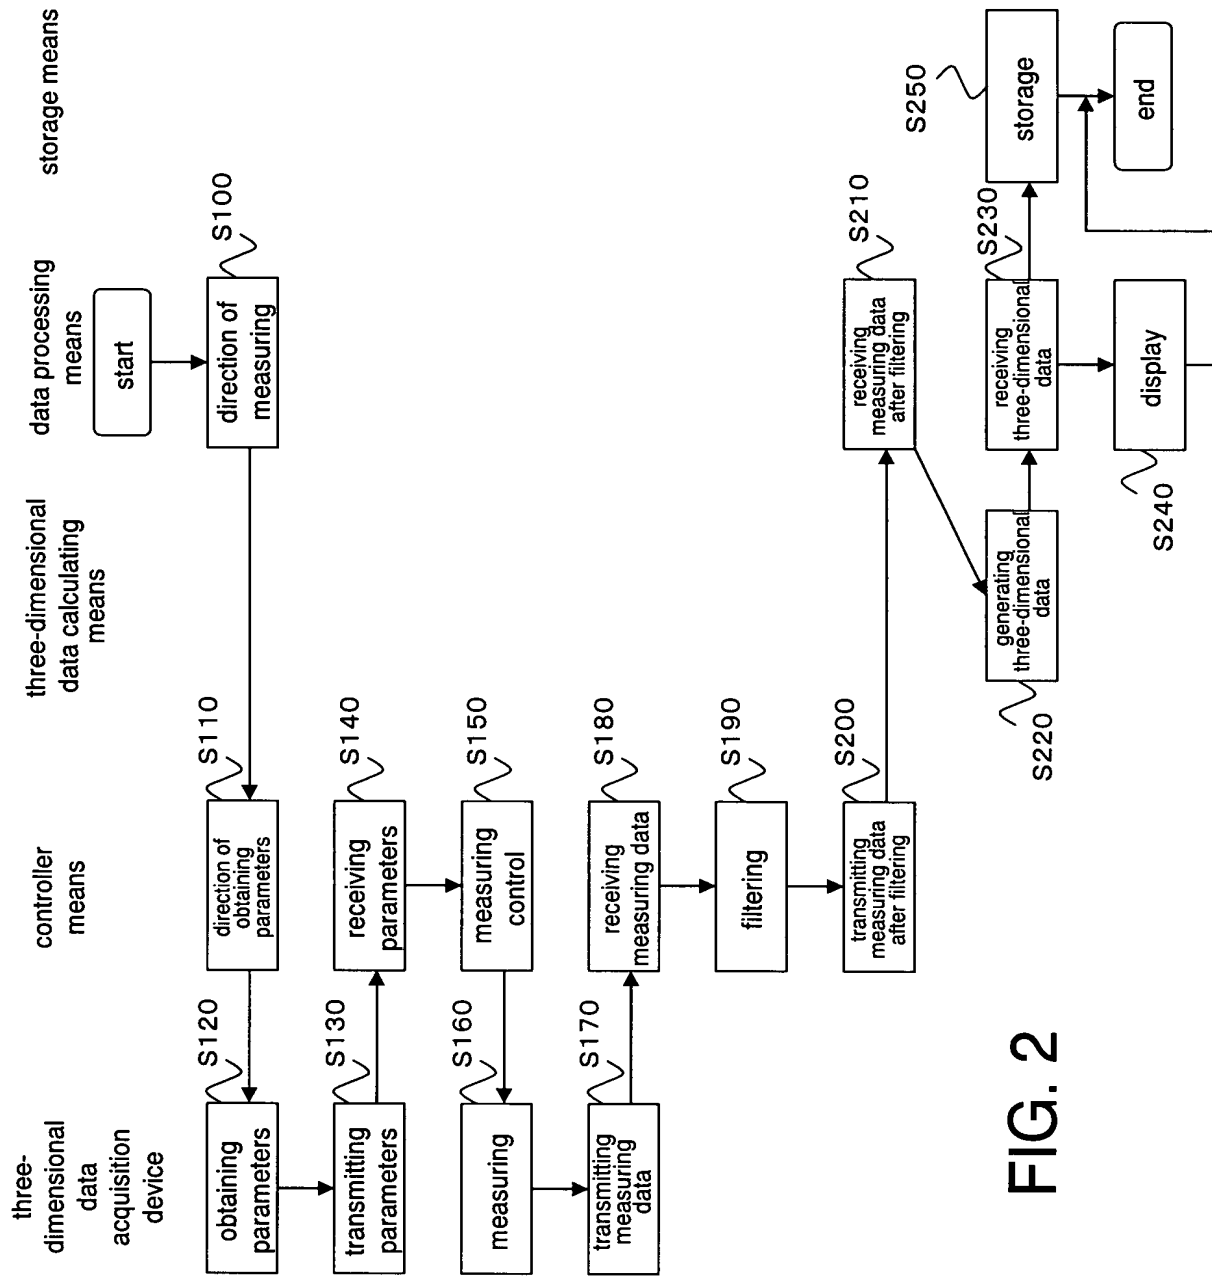 three-
dimensional
data
acquisition
device
controller
means
three-dimensional
data calculating
means
data processing
means
storage means
start
direction of
measuring
S100
direction of
obtaining
parameters
S110
obtaining
parameters
S120
transmitting
parameters
S130
receiving
parameters
S140
measuring
control
S150
measuring
S160
transmitting
measuring
data
S170
receiving
measuring data
S180
filtering
S190
transmitting
measuring data
after filtering
S200
receiving
measuring data
after filtering
S210
generating
three-dimensional
data
S220
receiving
three-dimensional
data
S230
display
S240
storage
S250
end
FIG. 2